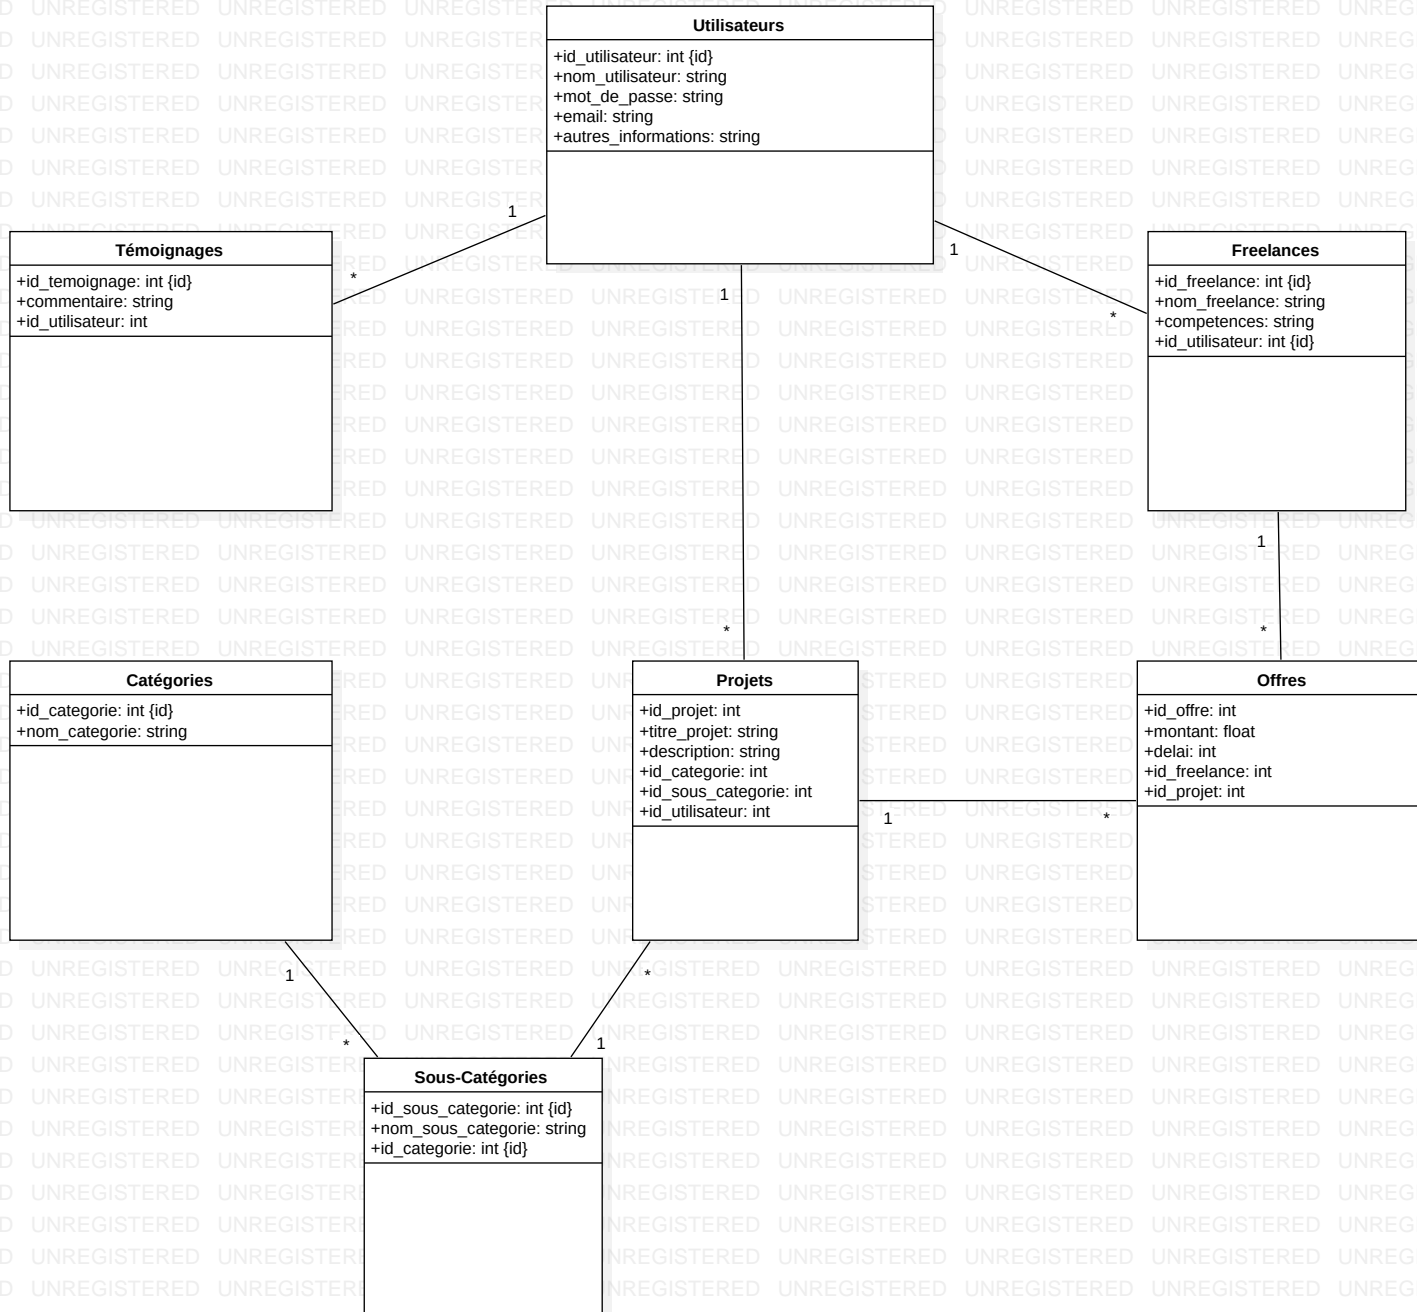 Utilisateurs
+id_utilisateur: int {id}
+nom_utilisateur: string
+mot_de_passe: string
+email: string
+autres_informations: string
1
1
1
*
*
*
Témoignages
+id_temoignage: int {id}
+commentaire: string
+id_utilisateur: int
Freelances
+id_freelance: int {id}
+nom_freelance: string
+competences: string
+id_utilisateur: int {id}
1
*
Catégories
+id_categorie: int {id}
+nom_categorie: string
Projets
+id_projet: int
+titre_projet: string
+description: string
+id_categorie: int
+id_sous_categorie: int
+id_utilisateur: int
1
*
Offres
+id_offre: int
+montant: float
+delai: int
+id_freelance: int
+id_projet: int
1
*
*
1
Sous-Catégories
+id_sous_categorie: int {id}
+nom_sous_categorie: string
+id_categorie: int {id}
UNREGISTERED